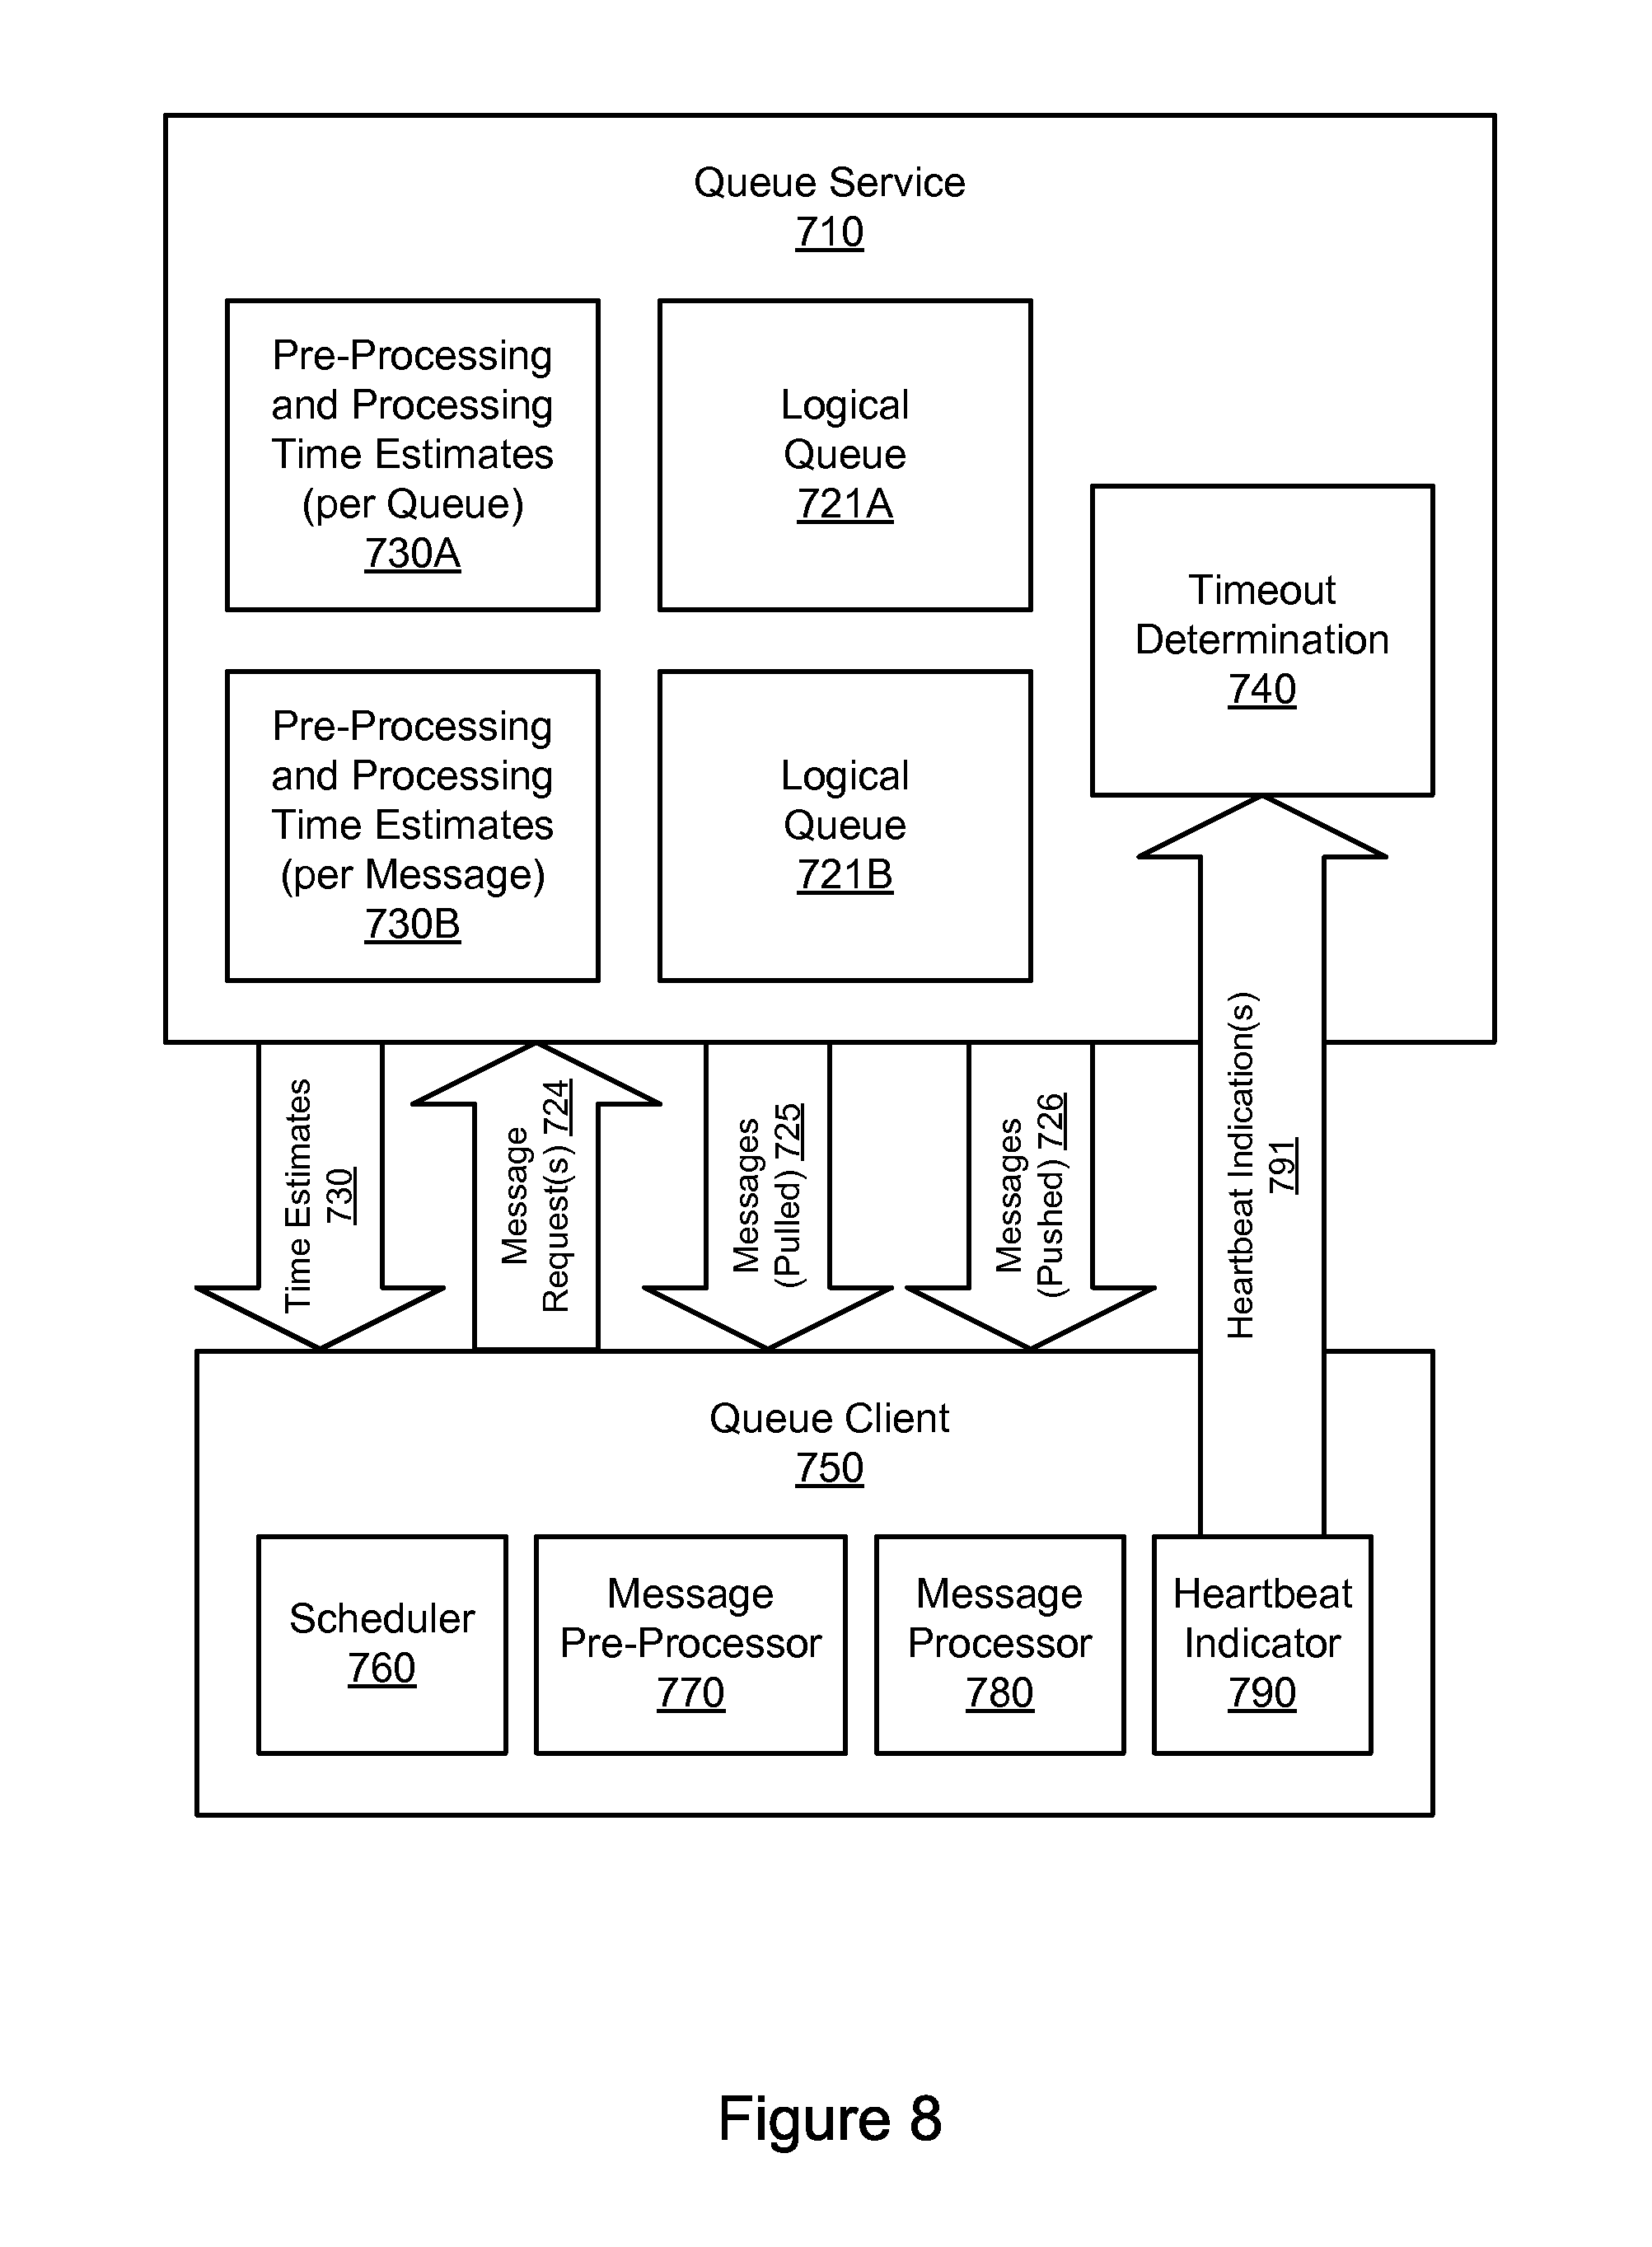 Queue Service
710
Pre-Processing
and Processing
Time Estimates
(per Queue)
730A
Logical
Queue
721A
Timeout
Determination
740
Pre-Processing
and Processing
Time Estimates
(per Message)
730B
Logical
Queue
721B
Time Estimates
730
Message
Request(s) 724
Messages
(Pulled) 725
Messages
(Pushed) 726
Heartbeat Indication(s)
791
Queue Client
750
Scheduler
760
Message
Pre-Processor
770
Message
Processor
780
Heartbeat
Indicator
790
Figure 8